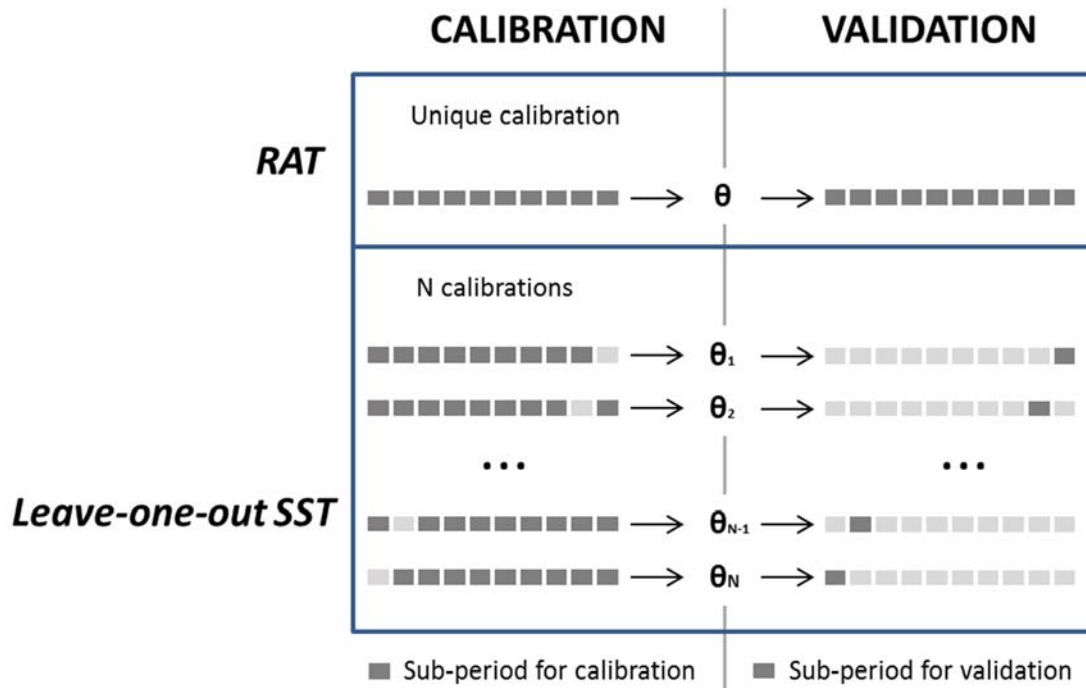 CALIBRATION VALIDATION
Unique calibration
RAT
θ
N calibrations
θ1
θ2
... ...
Leave-one-out SST
θN-1
θN
Sub-period for calibration Sub-period for validation